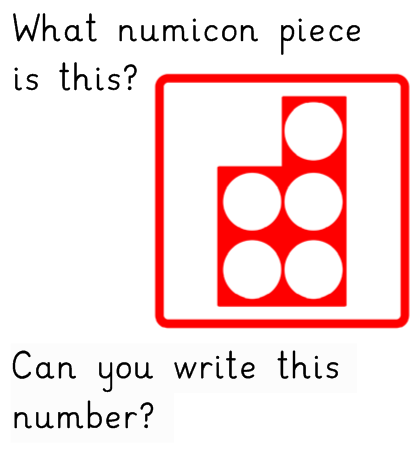 What numicon piece
is this?
Can you write this
number?